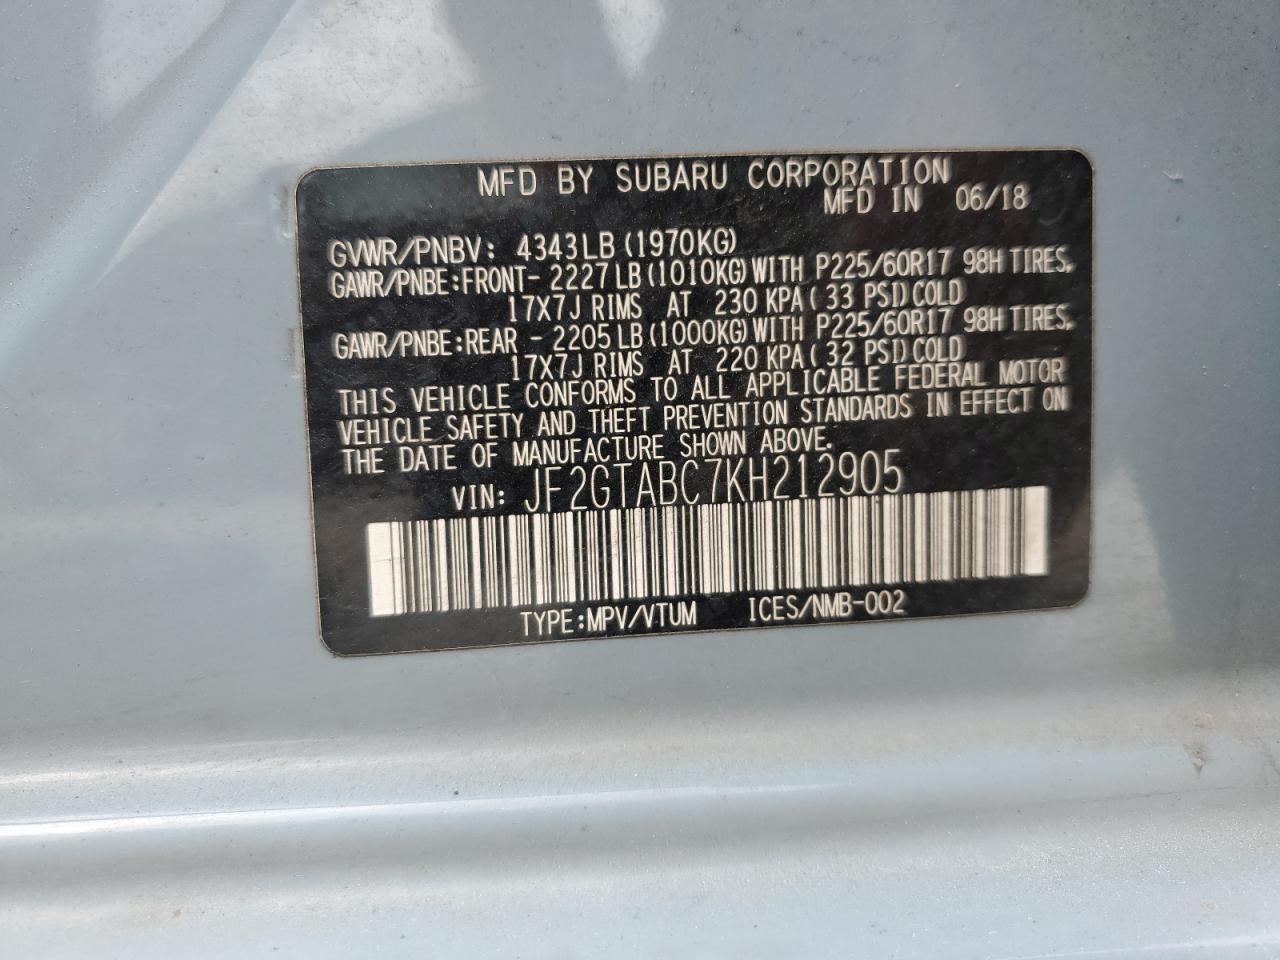 MFD BY SUBARU CORPORATION
MFD IN 06/18
GVWR/PNBV: 4343LB (1970KG)
GAWR/PNBE:FRONT- 2227LB (1010KG) WITH P225/60R17 98H TIRES,
17X7J RIMS AT 230 KPA ( 33 PSI) COLD
GAWR/PNBE:REAR - 2205LB (1000KG) WITH P225/60R17 98H TIRES,
17X7J RIMS AT 220 KPA ( 32 PSI) COLD
THIS VEHICLE CONFORMS TO ALL APPLICABLE FEDERAL MOTOR
VEHICLE SAFETY AND THEFT PREVENTION STANDARDS IN EFFECT ON
THE DATE OF MANUFACTURE SHOWN ABOVE.
VIN: JF2GTABC7KH212905
TYPE:MPV/VTUM ICES/NMB-002